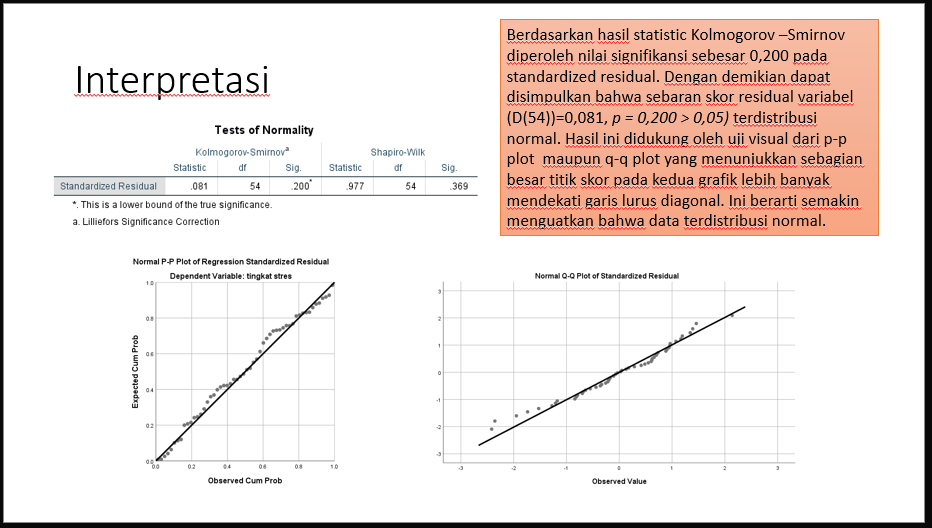 Interpretasi
Berdasarkan hasil statistic Kolmogorov –Smirnov
diperoleh nilai signifikansi sebesar 0,200 pada
standardized residual. Dengan demikian dapat
disimpulkan bahwa sebaran skor residual variabel
(D(54))=0,081, p = 0,200 > 0,05) terdistribusi
normal. Hasil ini didukung oleh uji visual dari p-p
plot maupun q-q plot yang menunjukkan sebagian
besar titik skor pada kedua grafik lebih banyak
mendekati garis lurus diagonal. Ini berarti semakin
menguatkan bahwa data terdistribusi normal.
Tests of Normality
Kolmogorov-Smirnovª Shapiro-Wilk
Statistic df Sig. Statistic df Sig.
Standardized Residual .081 54 .200* .977 54 .369
*. This is a lower bound of the true significance.
a. Lilliefors Significance Correction
Normal P-P Plot of Regression Standardized Residual
Dependent Variable: tingkat stres
Expected Cum Prob
1.0
0.8
0.6
0.4
0.2
0.0
0.0 0.2 0.4 0.6 0.8 1.0
Observed Cum Prob
Normal Q-Q Plot of Standardized Residual
3
2
1
0
-1
-2
-3
-3 -2 -1 0 1 2 3
Observed Value